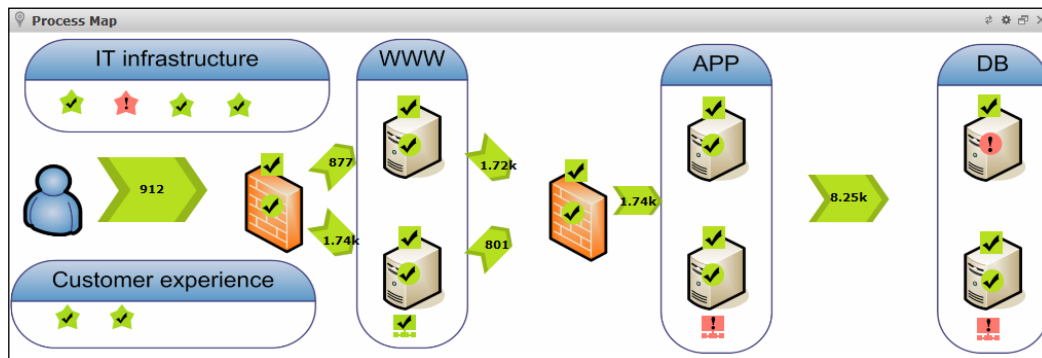 Process Map
IT infrastructure
WWW
APP
DB
912
877
1.74k
1.72k
801
1.74k
8.25k
Customer experience